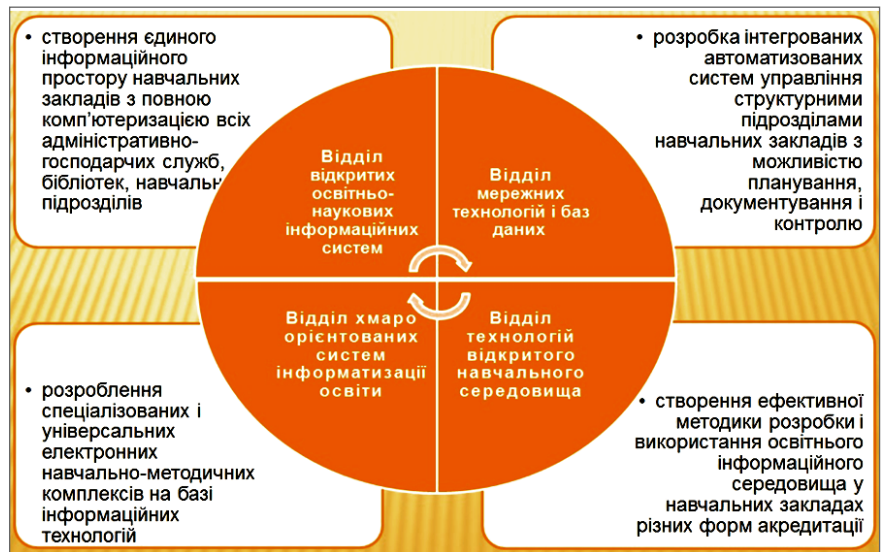 • створення єдиного
інформаційного
простору навчальних
закладів з повною
комп'ютеризацією всіх
адміністративно-
господарчих служб,
бібліотек,
підрозділів
• розробка інтегрованих
автоматизованих
систем управління
структурними
підрозділами
навчальних закладів з
можливістю
планування,
документування і
контролю
Відділ
відкритих
освітньо-
наукових
інформаційних
систем
Відділ
мережних
технологій і баз
даних
Відділ хмаро
орієнтованих
систем
інформатизації
освіти
Відділ
технологій
відкритого
навчального
середовища
• розроблення
спеціалізованих і
універсальних
електронних
навчально-методичних
комплексів на базі
інформаційних
технологій
• створення ефективної
методики розробки і
використання освітнього
інформаційного
середовища у
навчальних закладах
різних форм акредитації